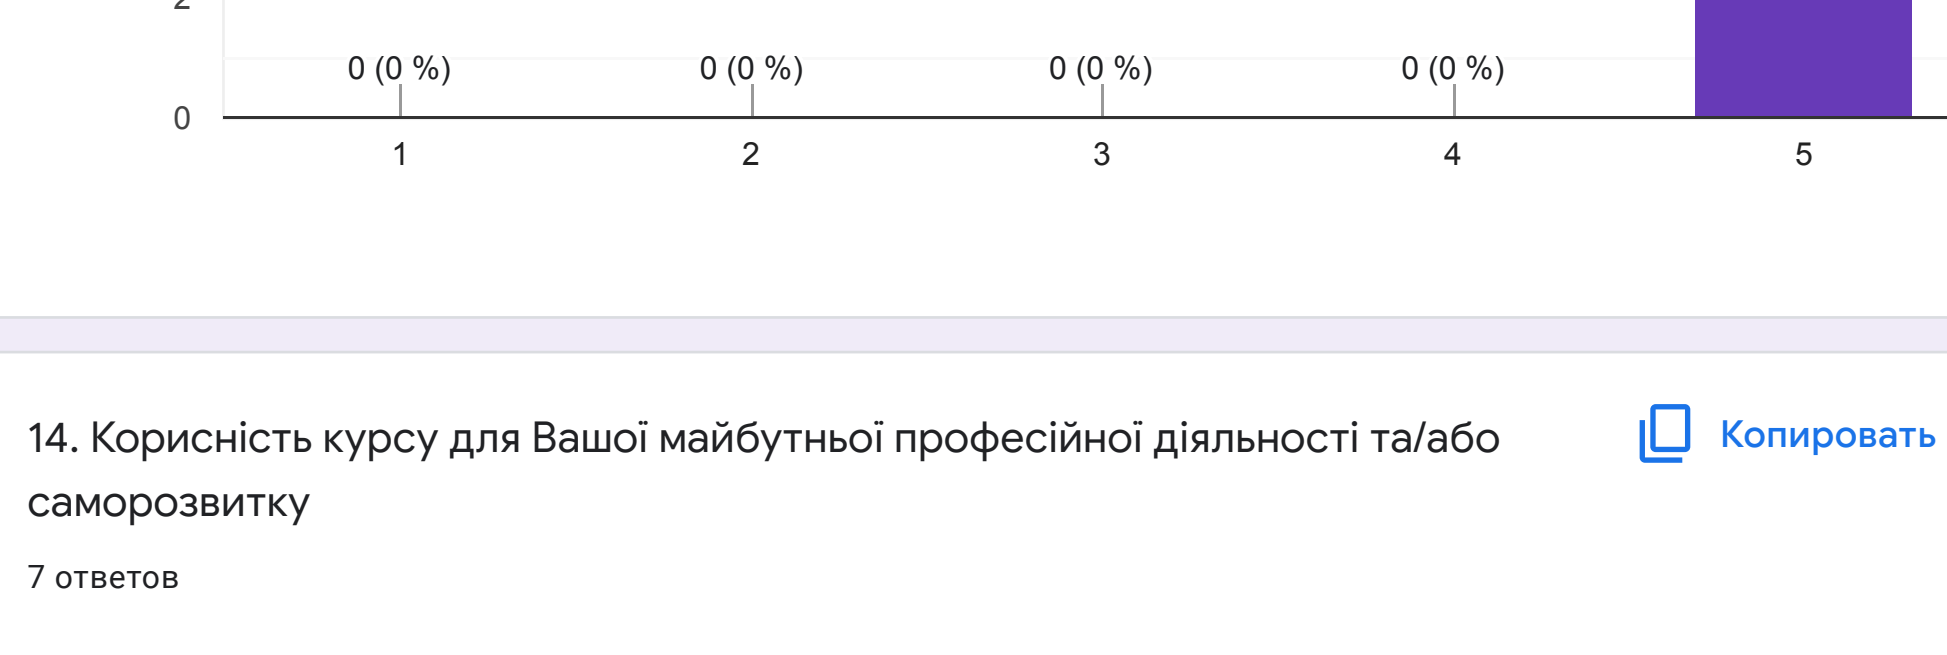 2
0 (0 %) 0 (0 %) 0 (0 %) 0 (0 %)
0
1 2 3 4 5
14. Корисність курсу для Вашої майбутньої професійної діяльності та/або
саморозвитку
Копировать
7 ответов